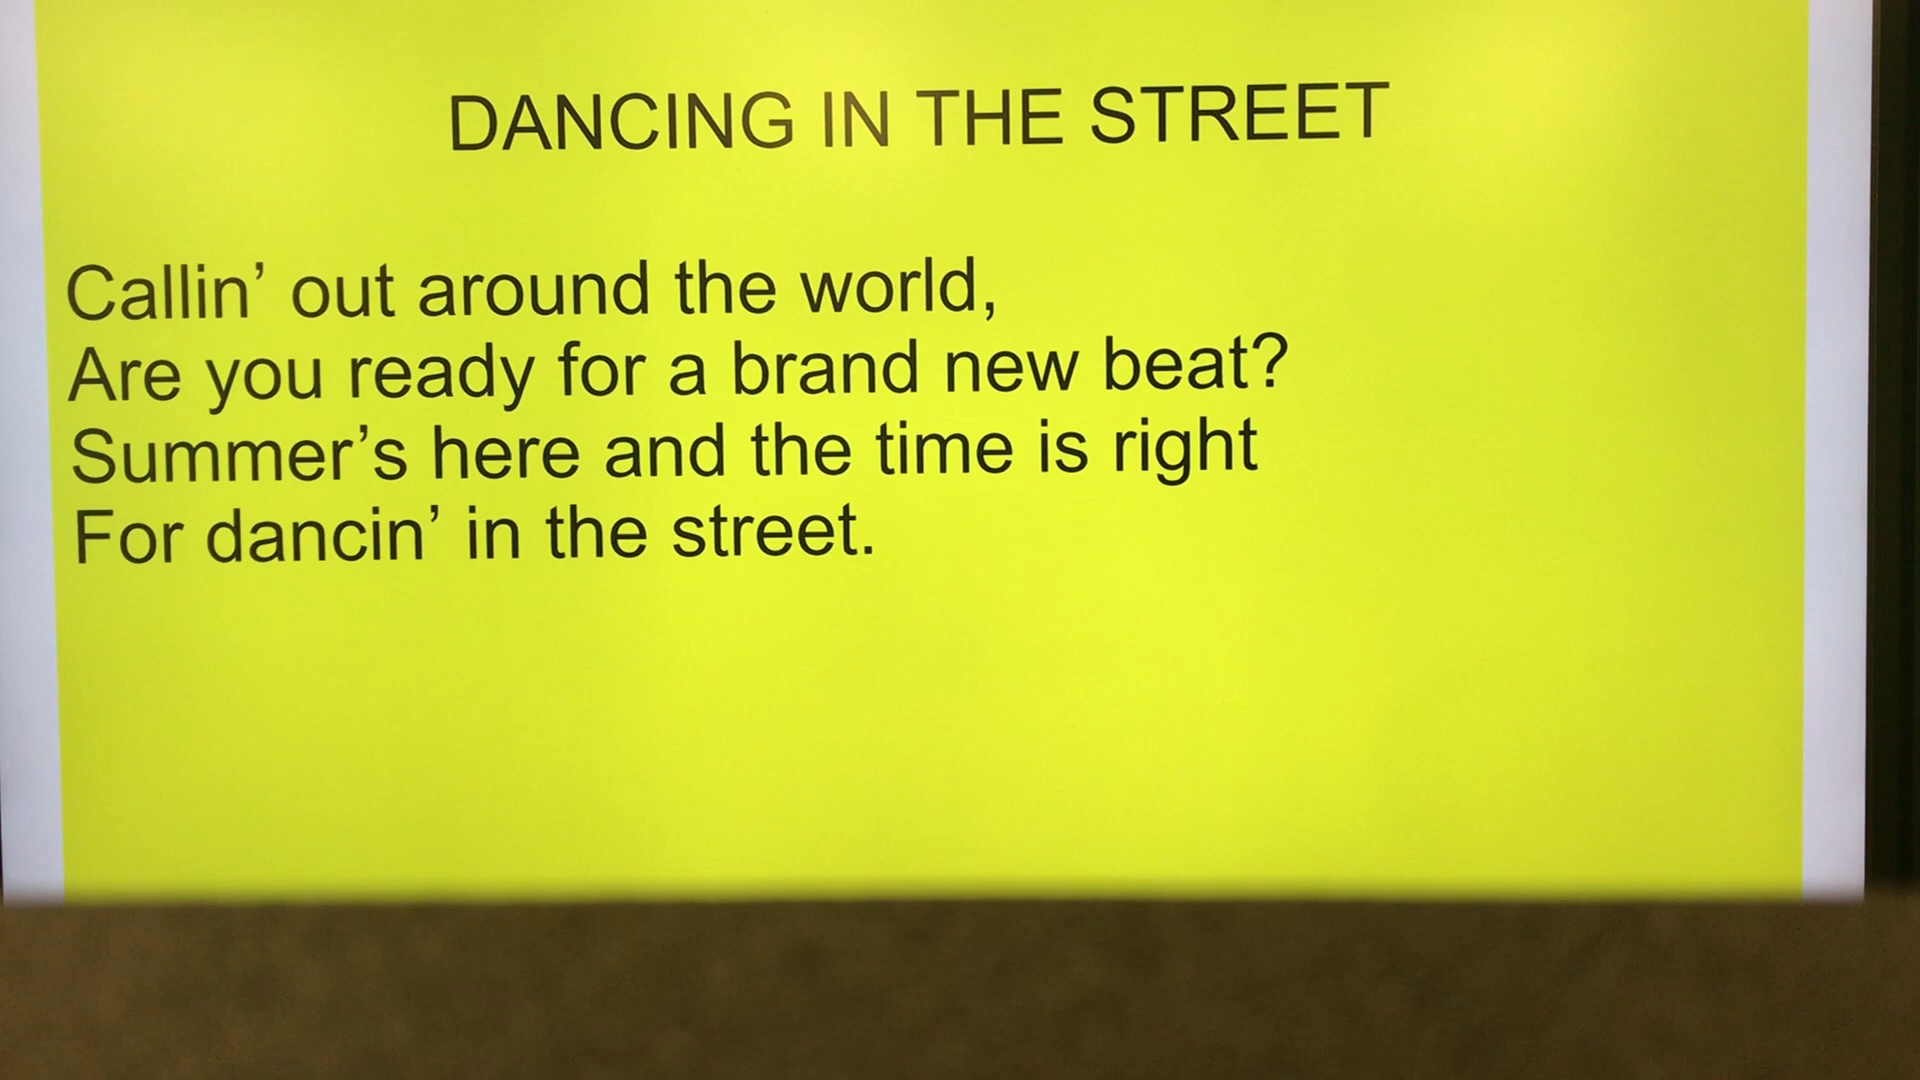 DANCING IN THE STREET
Callin’ out around the world,
Are you ready for a brand new beat?
Summer’s here and the time is right
For dancin’ in the street.